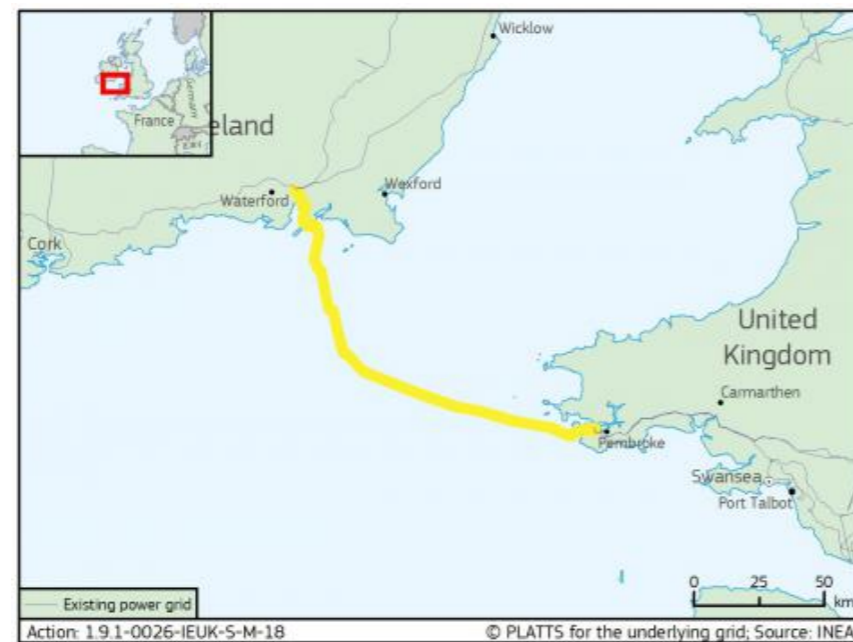 Wicklow
France
Germany
eland
Wexford
Waterford
Cork
United
Kingdom
Carmarthen
Pembroke
Swansea
Port Talbot
0 25 50
km
Existing power grid
Action: 1.9.1-0026-IEUK-S-M-18
© PLATTS for the underlying grid; Source: INEA